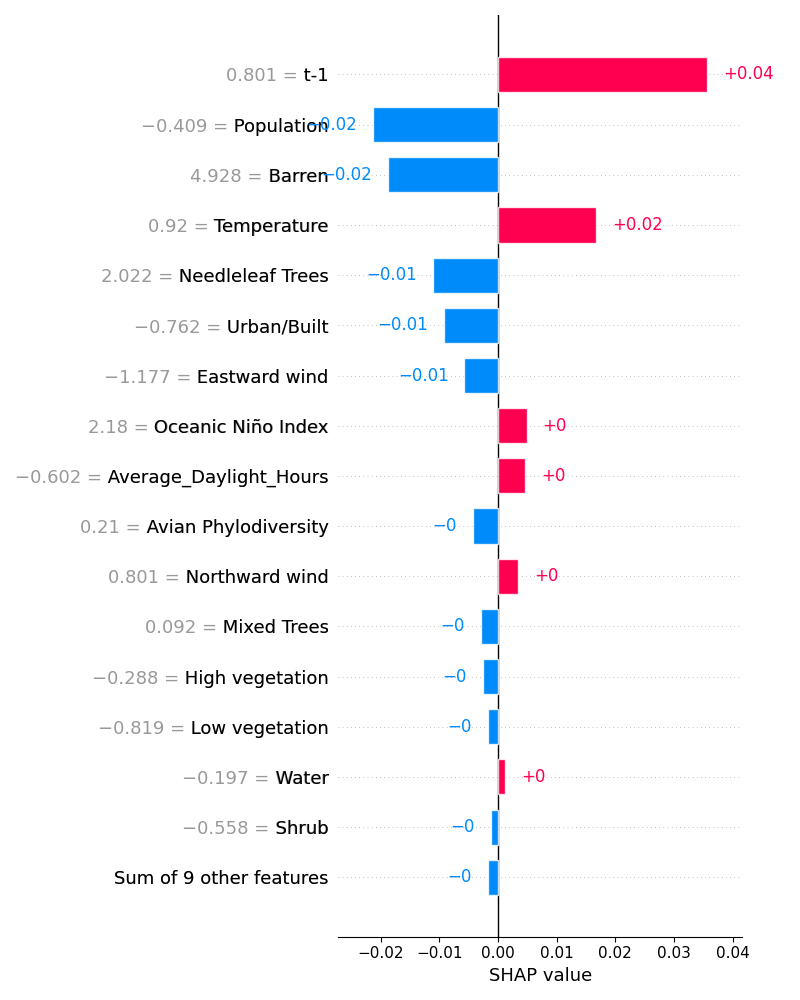 0.801 = t-1 +0.04
−0.409 = Population −0.02
4.928 = Barren −0.02
0.92 = Temperature +0.02
2.022 = Needleleaf Trees −0.01
−0.762 = Urban/Built −0.01
−1.177 = Eastward wind −0.01
2.18 = Oceanic Niño Index +0
−0.602 = Average_Daylight_Hours +0
0.21 = Avian Phylodiversity −0
0.801 = Northward wind +0
0.092 = Mixed Trees −0
−0.288 = High vegetation −0
−0.819 = Low vegetation −0
−0.197 = Water +0
−0.558 = Shrub −0
Sum of 9 other features −0
−0.02 −0.01 0.00 0.01 0.02 0.03 0.04
SHAP value